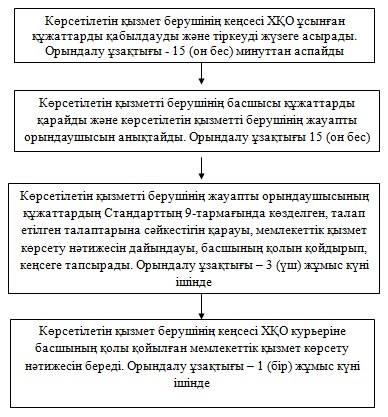 Көрсетілетін қызмет берушінің кеңсесі ХҚО ұсынған
құжаттарды қабылдауды және тіркеуді жүзеге асырады.
Орындалу ұзақтығы - 15 (он бес) минуттан аспайды
Көрсетілетін қызметті берушінің басшысы құжаттарды
қарайды және көрсетілетін қызметті берушінің жауапты
орындаушысын анықтайды. Орындалу ұзақтығы 15 (он бес)
Көрсетілетін қызметті берушінің жауапты орындаушысының
құжаттардың Стандарттың 9-тармағында көзделген, талап
етілген талаптарына сәйкестігін қарауу, мемлекеттік қызмет
көрсету нәтижесін дайындауы, басшының қолын қойдырып,
кеңсеге тапсырады. Орындалу ұзақтығы – 3 (үш) жұмыс күні
ішінде
Көрсетілетін қызмет берушінің кеңсесі ХҚО курьеріне
басшының қолы қойылған мемлекеттік қызмет көрсету
нәтижесін береді. Орындалу ұзақтығы – 1 (бір) жұмыс күні
ішінде